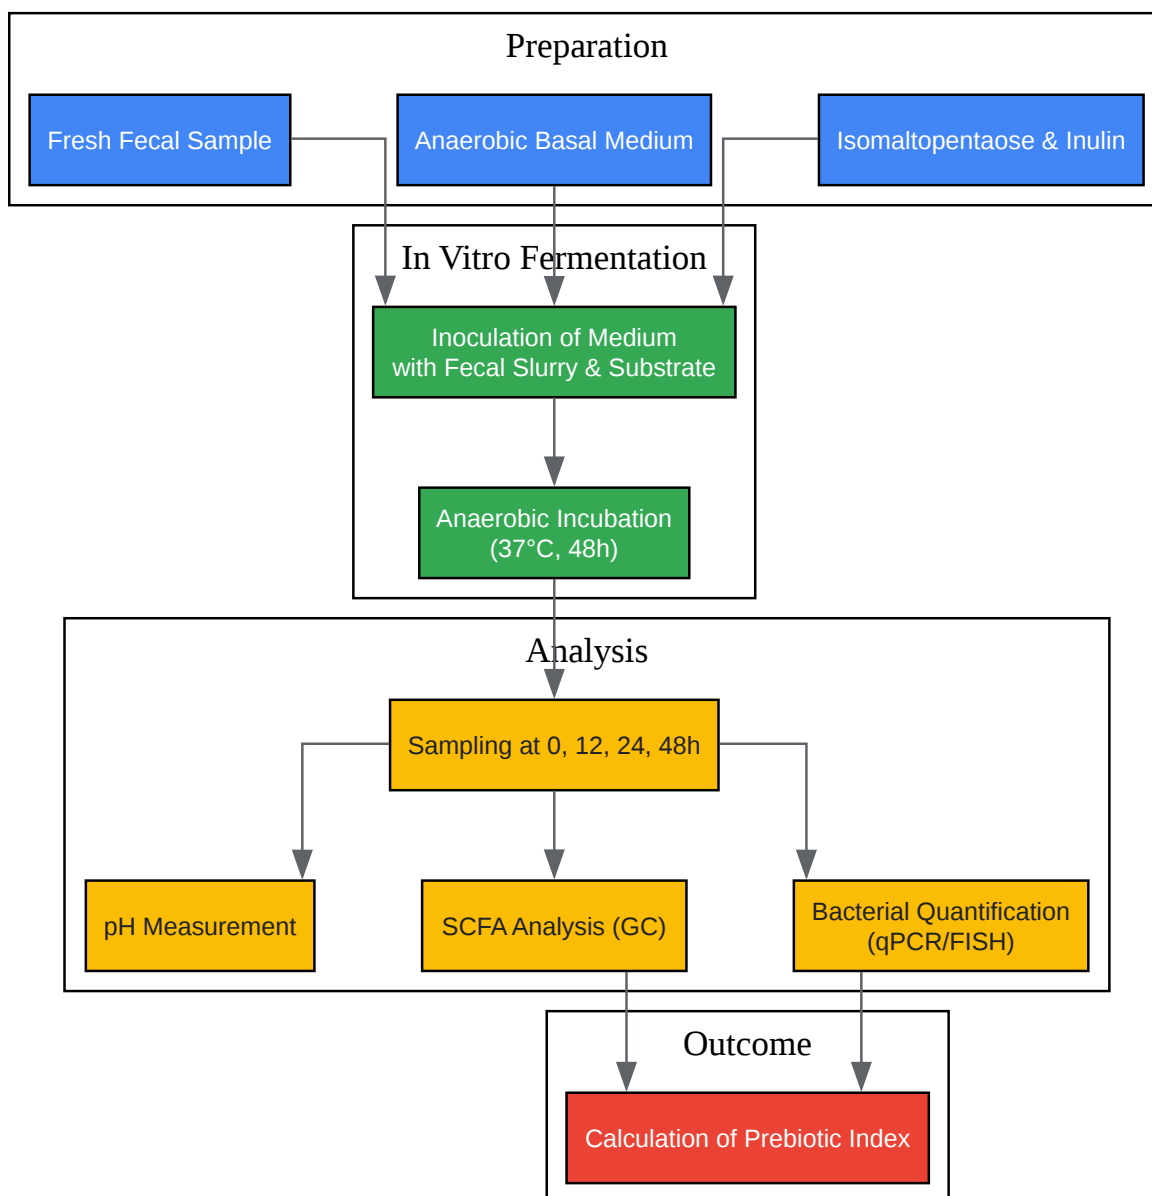 Preparation
Fresh Fecal Sample
Anaerobic Basal Medium
Isomaltopentaose & Inulin
In Vitro Fermentation
Inoculation of Medium
with Fecal Slurry & Substrate
Anaerobic Incubation
(37°C, 48h)
Analysis
Sampling at 0, 12, 24, 48h
pH Measurement
SCFA Analysis (GC)
Bacterial Quantification
(qPCR/FISH)
Outcome
Calculation of Prebiotic Index